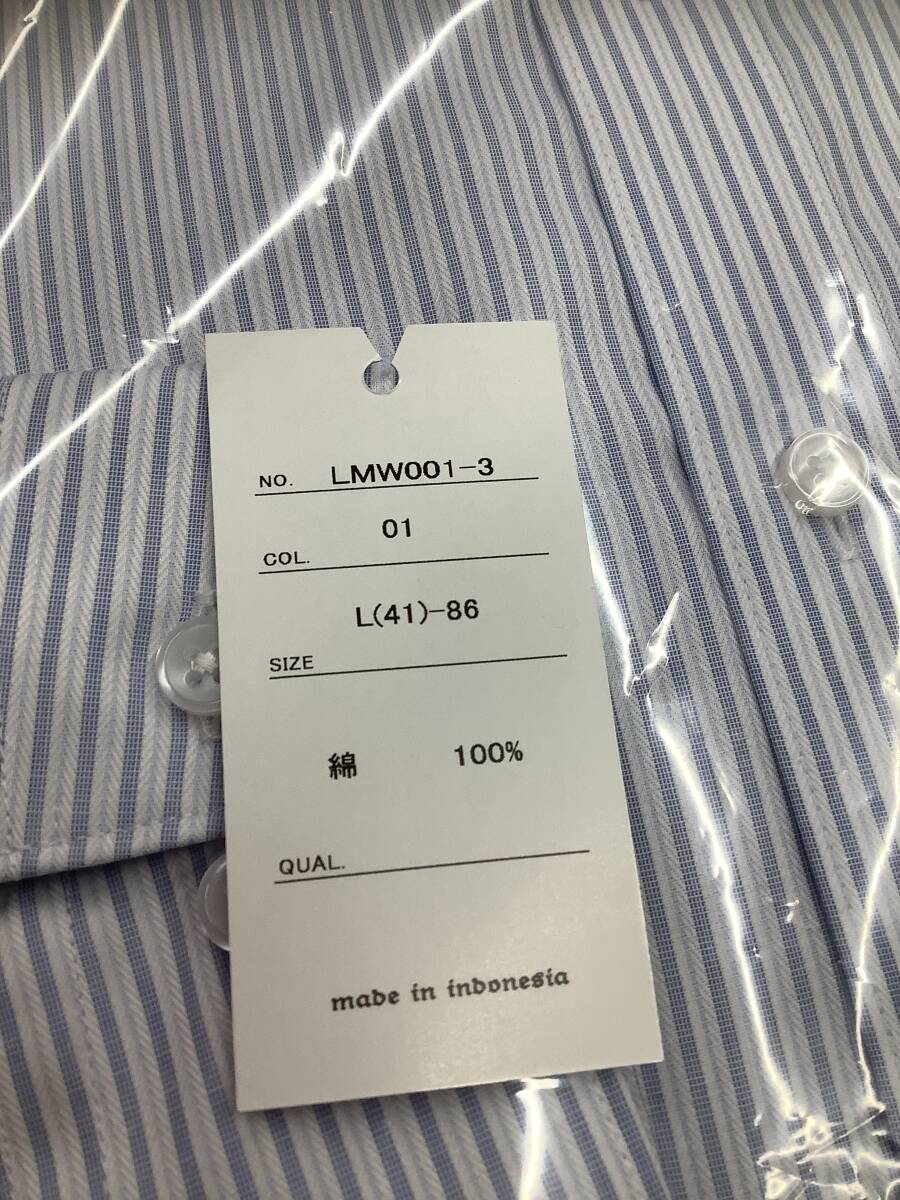 NO. LMW001-3
COL. 01
SIZE L(41)-86
綿 100%
QUAL.
made in indonesia